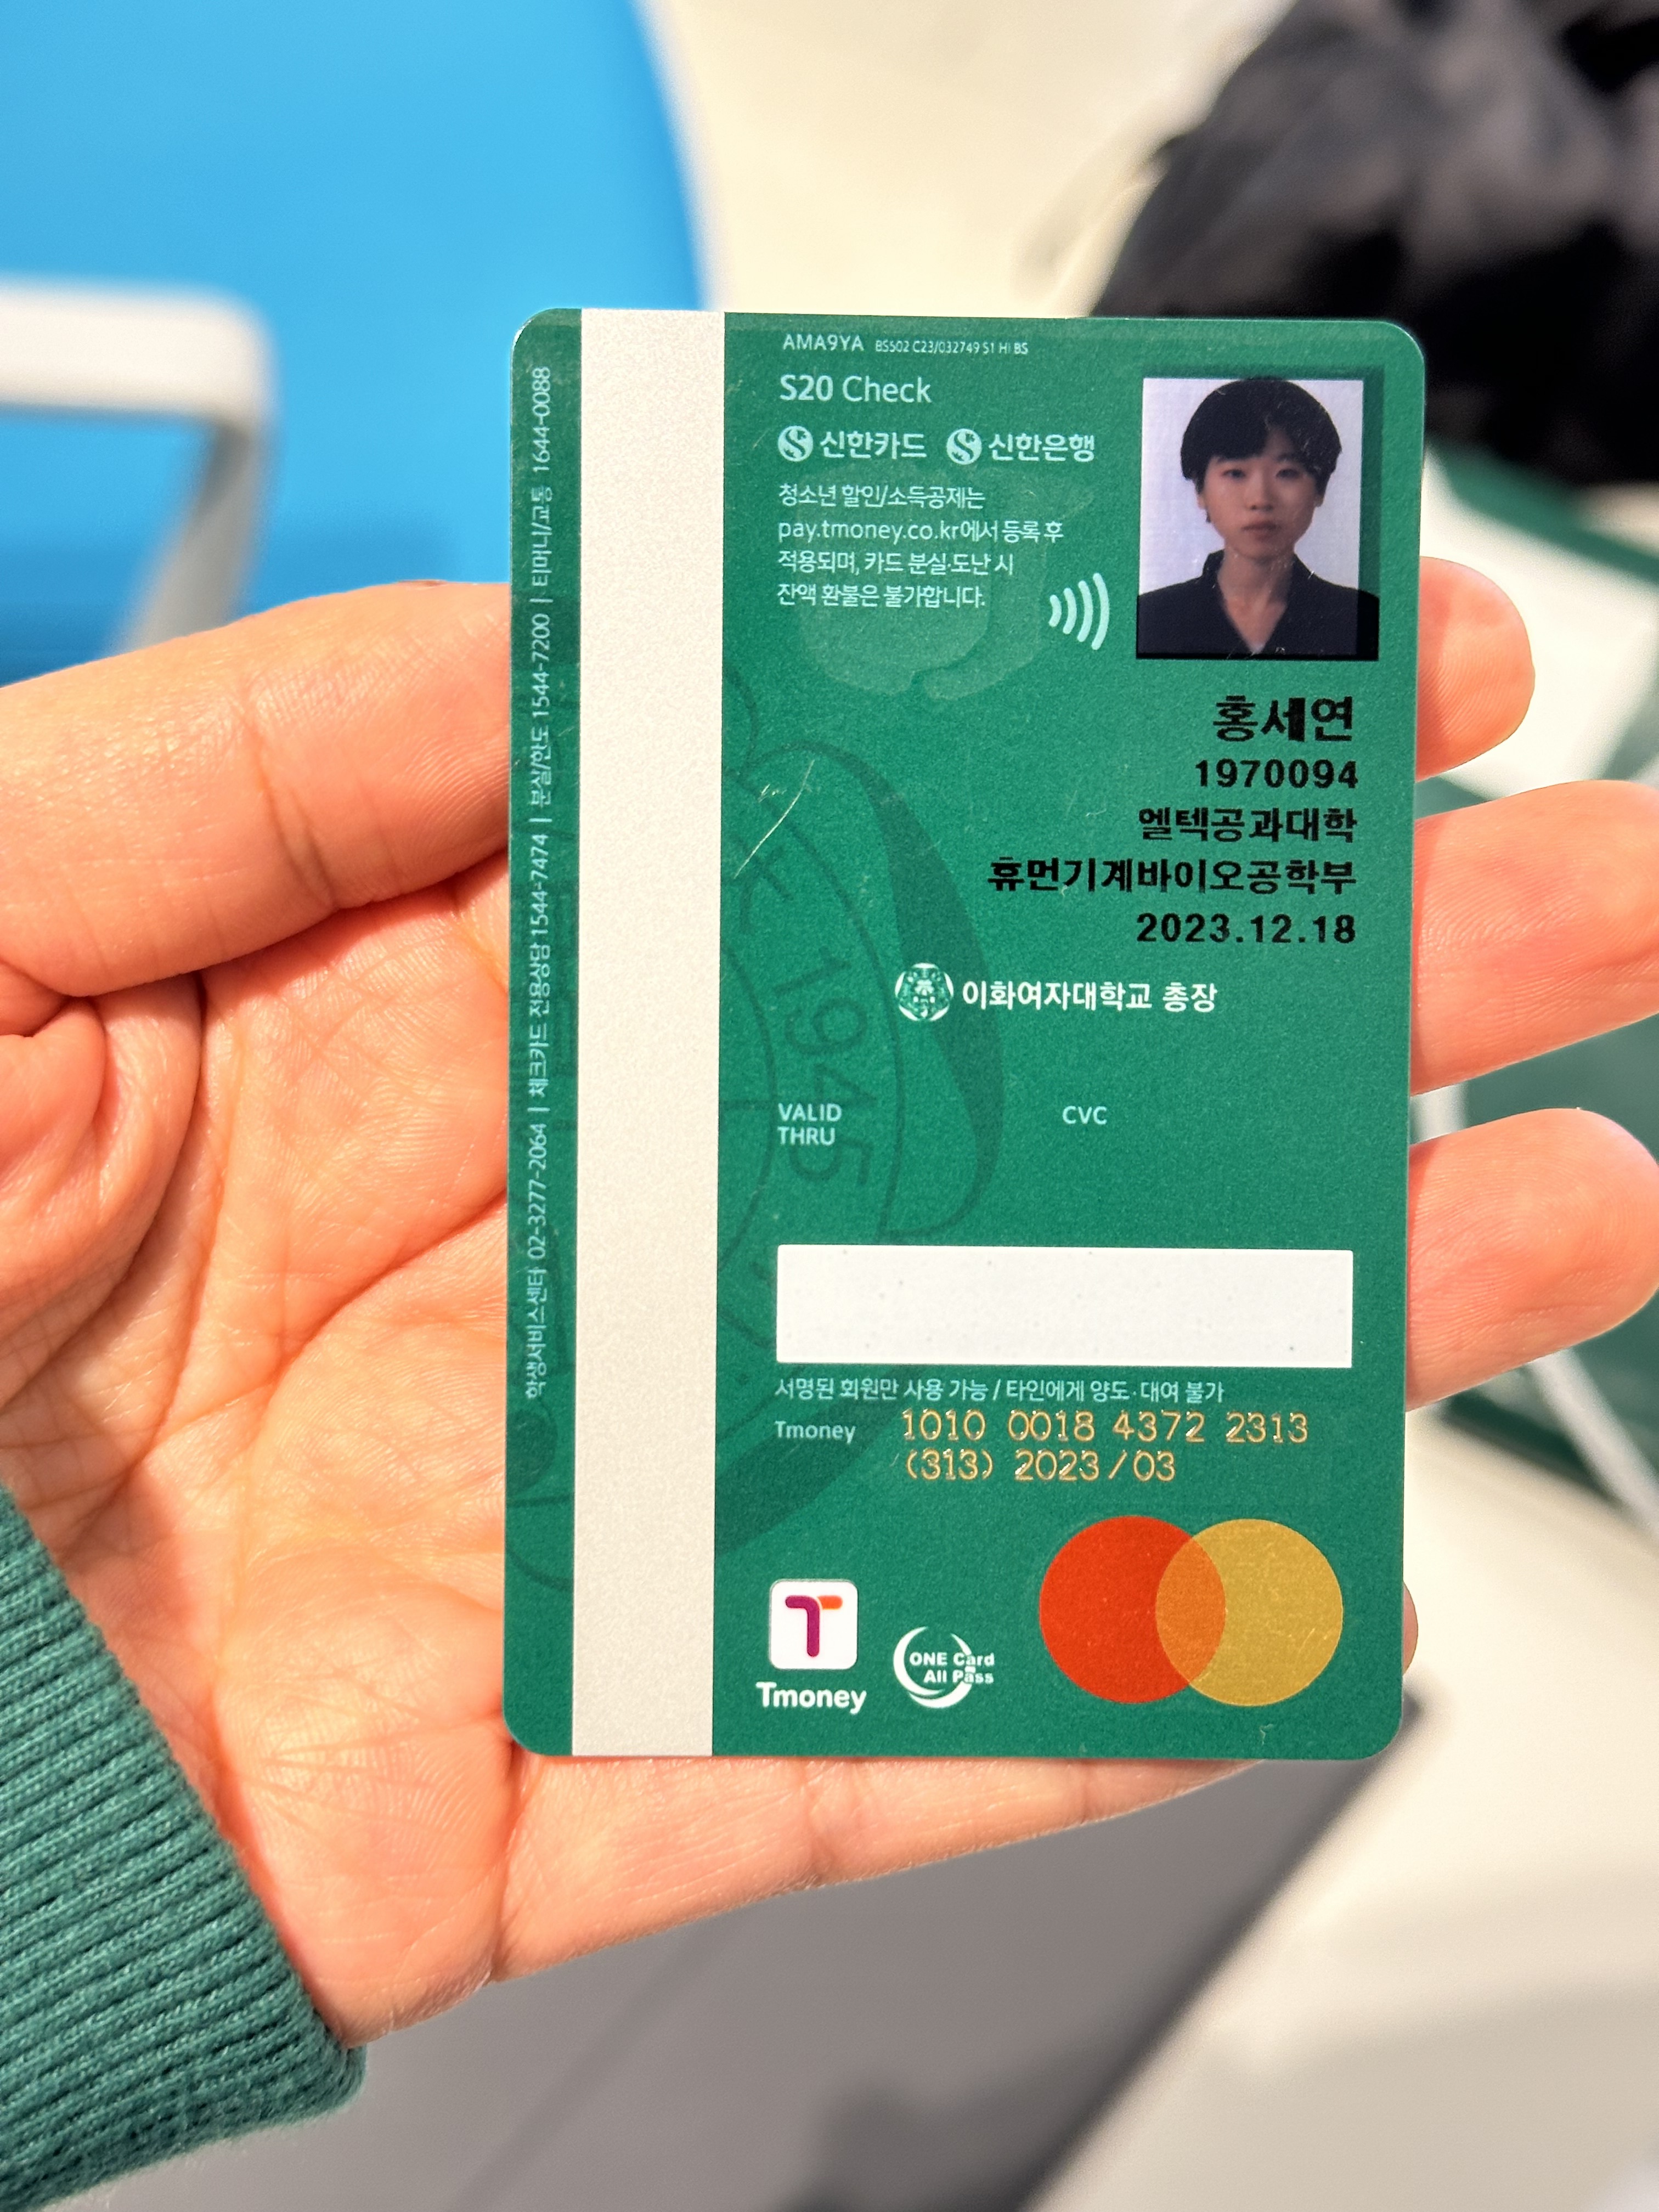 AMA9YA BS502 C23/032749 51 HI BS
S20 Check
신한카드 신한은행
청소년 할인/소득공제는
pay.tmoney.co.kr에서 등록 후
적용되며, 카드 분실·도난 시
잔액 환불은 불가합니다.
홍세연
1970094
엘텍공과대학
휴먼기계바이오공학부
2023.12.18
이화여자대학교 총장
1945
VALID
THRU
CVC
서명된 회원만 사용 가능 / 타인에게 양도·대여 불가
Tmoney 1010 0018 4372 2313
(313) 2023/03
T
Tmoney
ONE Card
All Pass
학생서비스센터 02-3277-2064 | 체크카드 전용상담 1544-7474 | 분실/한도 1544-7200 | 티머니/교통 1644-0088